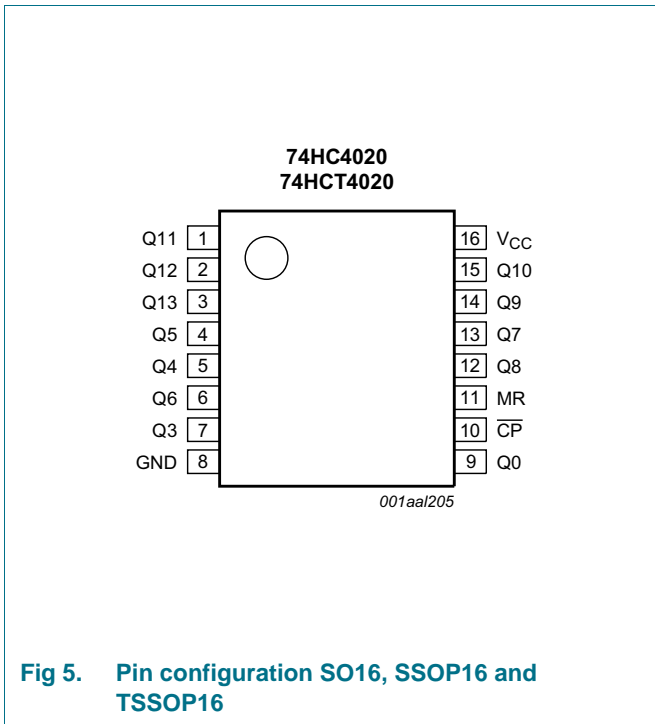 74HC4020
74HCT4020
Q11 1
Q12 2
Q13 3
Q5 4
Q4 5
Q6 6
Q3 7
GND 8
16 VCC
15 Q10
14 Q9
13 Q7
12 Q8
11 MR
10 C̅P̅
9 Q0
001aal205
Fig 5. Pin configuration SO16, SSOP16 and
TSSOP16